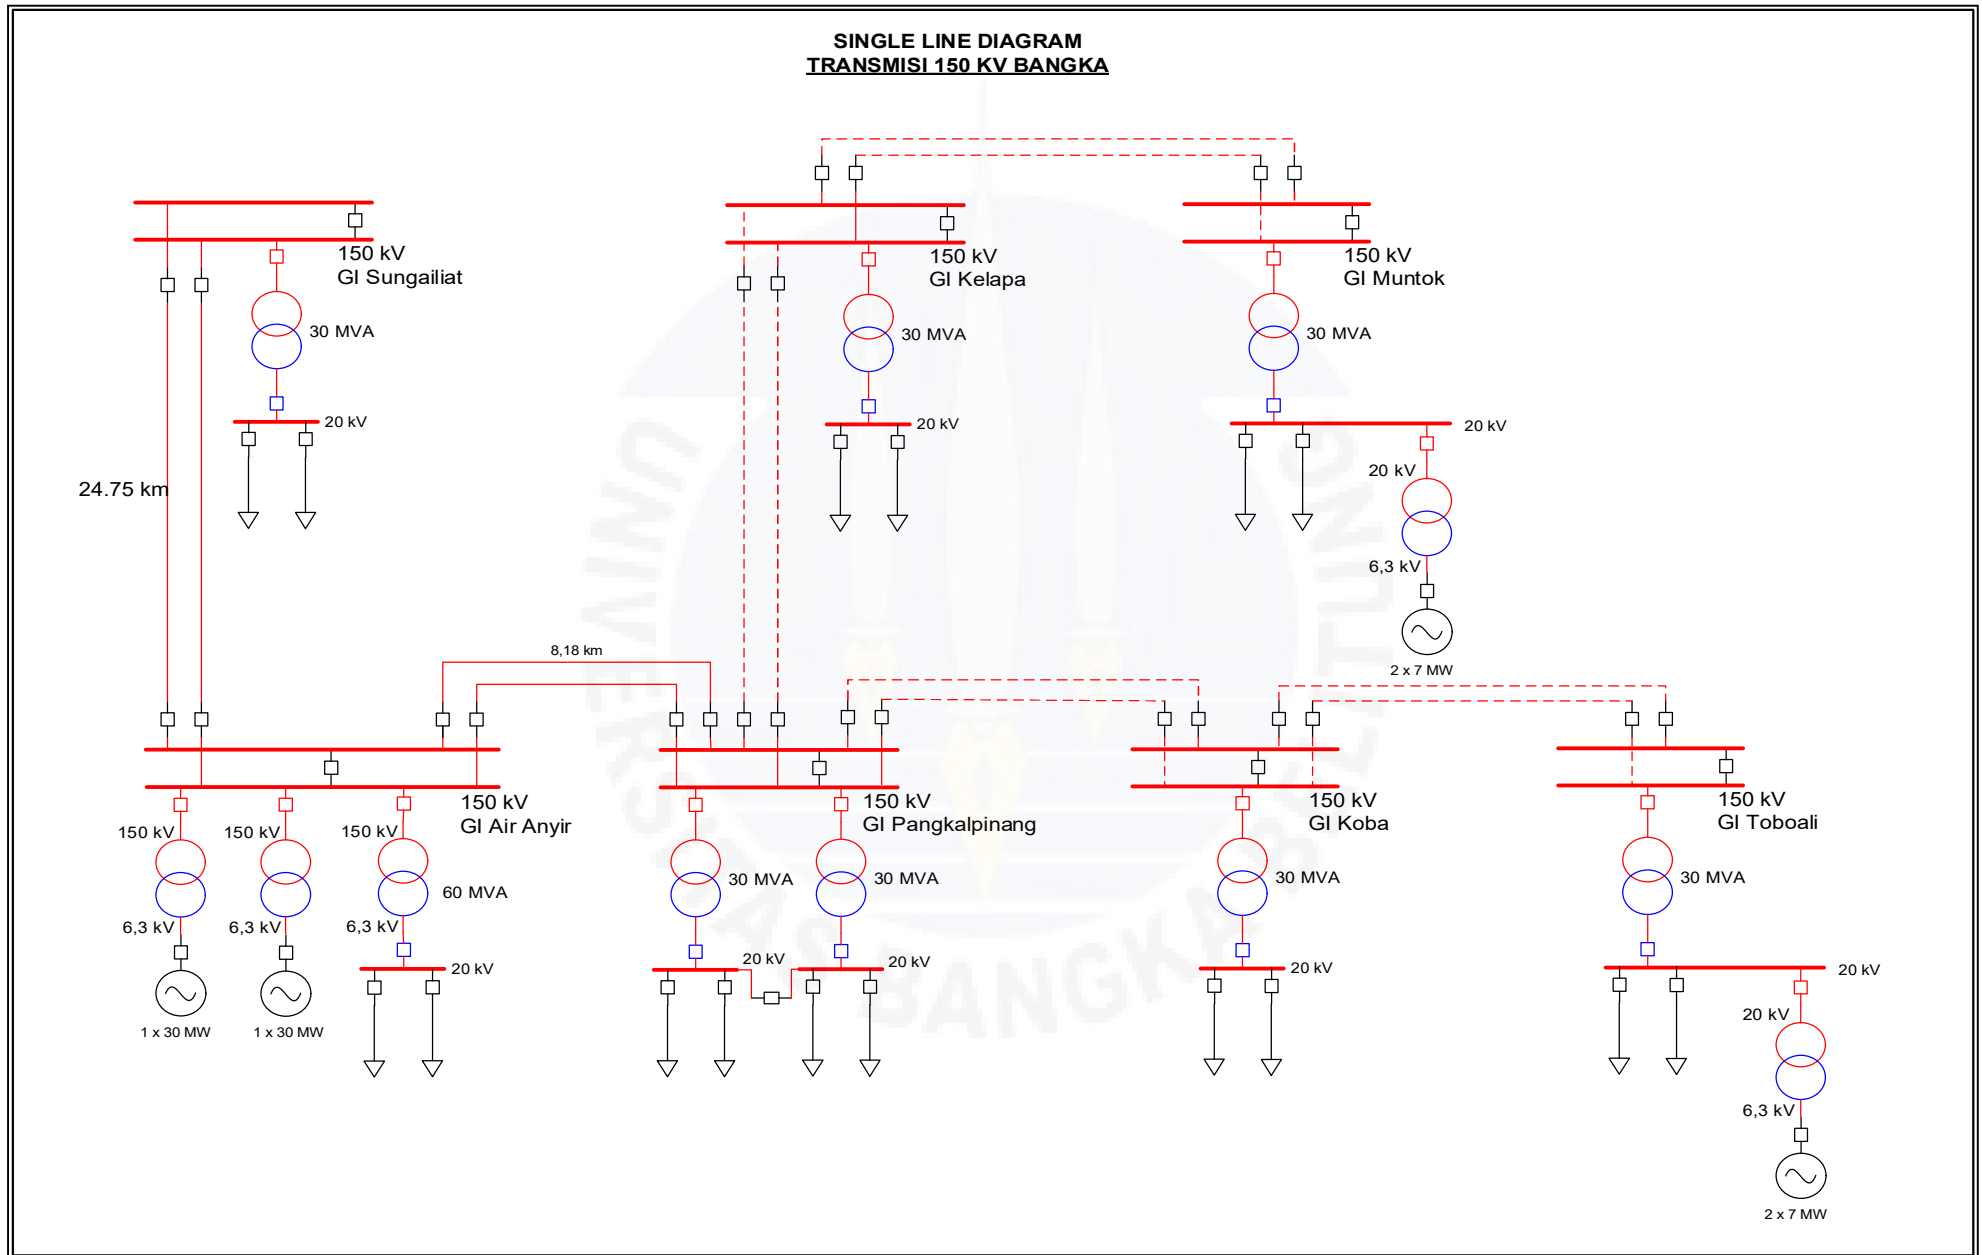 SINGLE LINE DIAGRAM
TRANSMISI 150 KV BANGKA
150 kV
GI Sungailiat
30 MVA
20 kV
24.75 km
150 kV
GI Kelapa
30 MVA
20 kV
150 kV
GI Muntok
30 MVA
20 kV
20 kV
6,3 kV
2 x 7 MW
8,18 km
150 kV
GI Air Anyir
150 kV
6,3 kV
1 x 30 MW
150 kV
6,3 kV
1 x 30 MW
150 kV
60 MVA
6,3 kV
20 kV
150 kV
GI Pangkalpinang
30 MVA
20 kV
30 MVA
20 kV
150 kV
GI Koba
30 MVA
20 kV
150 kV
GI Toboali
30 MVA
20 kV
20 kV
6,3 kV
2 x 7 MW
UNIVERSITAS BANGKA BELITUNG